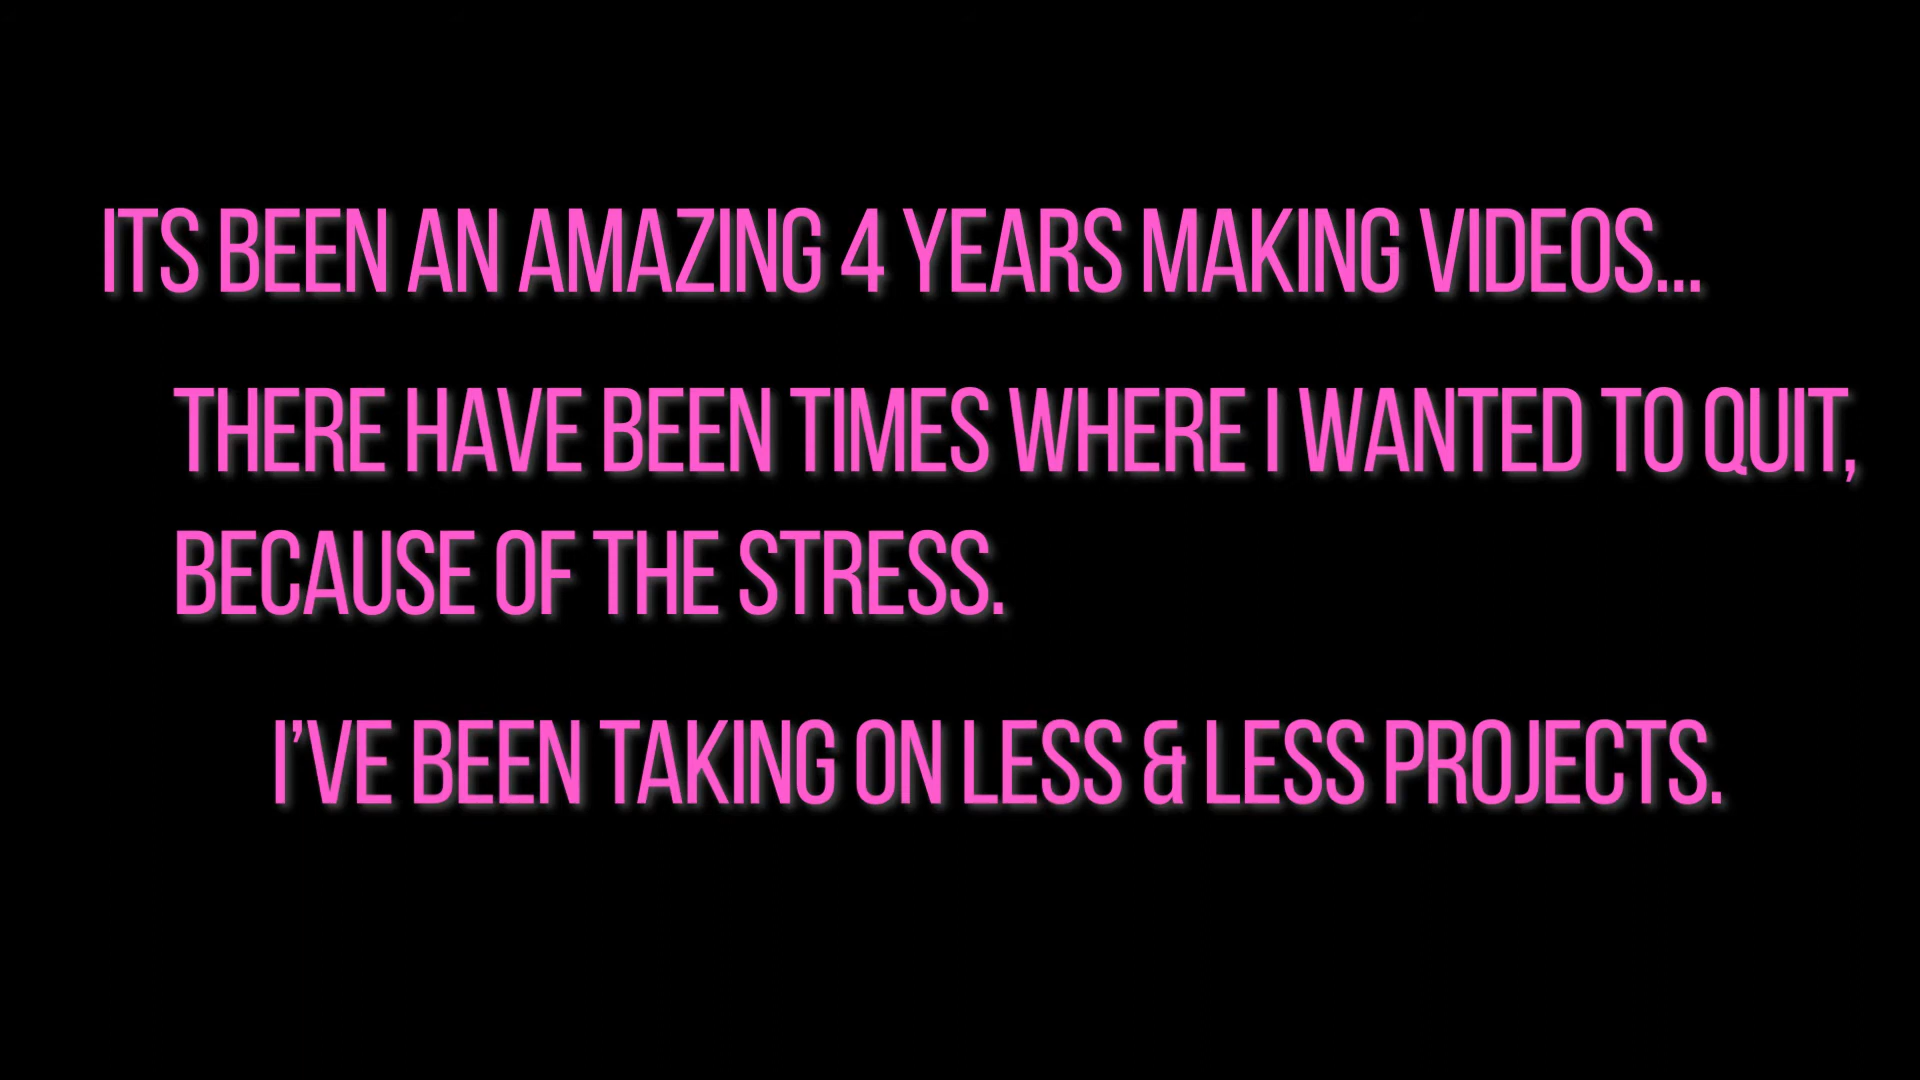 ITS BEEN AN AMAZING 4 YEARS MAKING VIDEOS...
THERE HAVE BEEN TIMES WHERE I WANTED TO QUIT,
BECAUSE OF THE STRESS.
I'VE BEEN TAKING ON LESS & LESS PROJECTS.